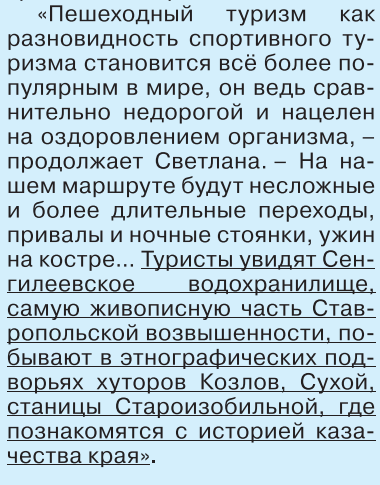 «Пешеходный туризм как
разновидность спортивного ту-
ризма становится всё более по-
пулярным в мире, он ведь срав-
нительно недорогой и нацелен
на оздоровлением организма, –
продолжает Светлана. – На на-
шем маршруте будут несложные
и более длительные переходы,
привалы и ночные стоянки, ужин
на костре... Туристы увидят Сен-
гилеевское водохранилище,
самую живописную часть Став-
ропольской возвышенности, по-
бывают в этнографических под-
ворьях хуторов Козлов, Сухой,
станицы Староизобильной, где
познакомятся с историей каза-
чества края».